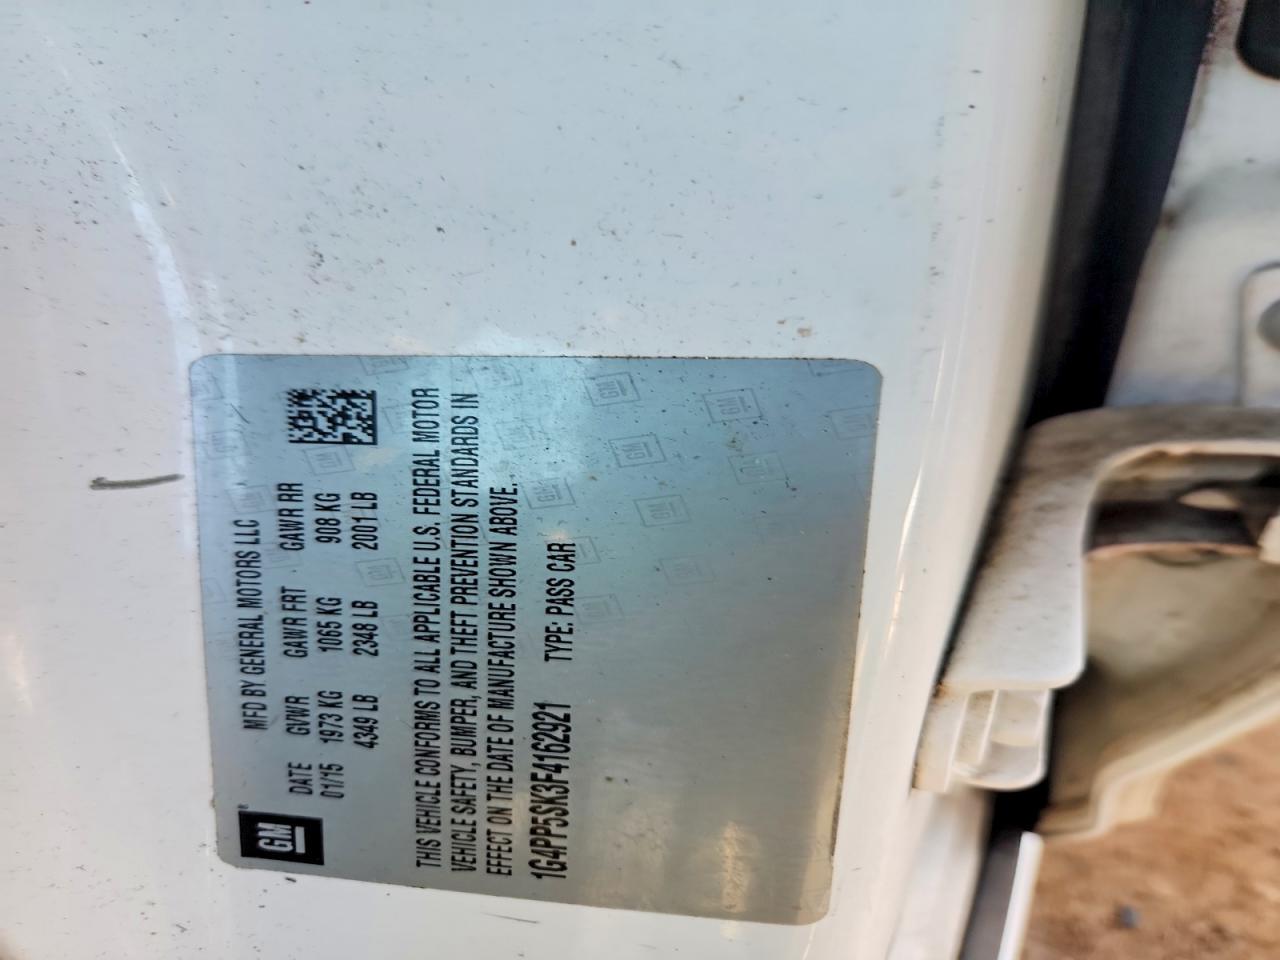 GM
MFD BY GENERAL MOTORS LLC
DATE GVWR GAWR FRT GAWR RR
01/15 1973 KG 1065 KG 908 KG
4349 LB 2348 LB 2001 LB
THIS VEHICLE CONFORMS TO ALL APPLICABLE U.S. FEDERAL MOTOR
VEHICLE SAFETY, BUMPER, AND THEFT PREVENTION STANDARDS IN
EFFECT ON THE DATE OF MANUFACTURE SHOWN ABOVE.
1G4PP5SK3F4162921 TYPE: PASS CAR